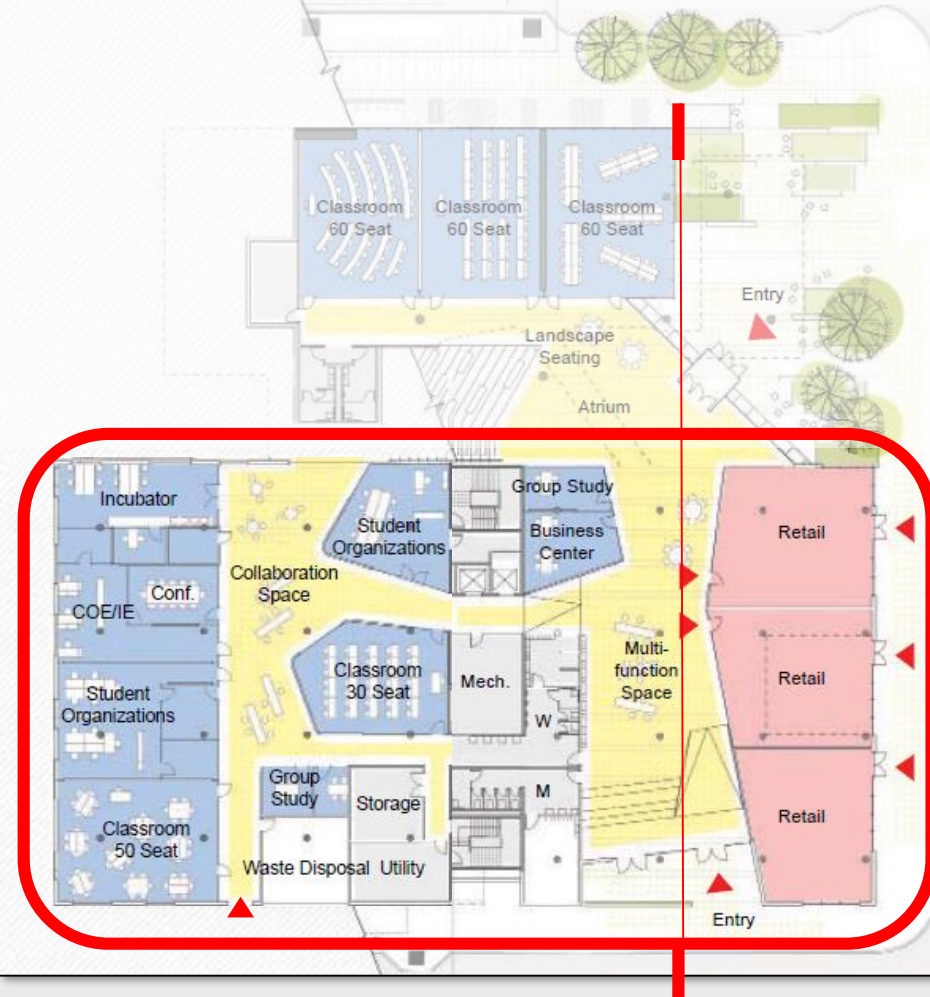 Classroom
60 Seat
Classroom
60 Seat
Classroom
60 Seat
Entry
Landscape
Seating
Atrium
Incubator
Group Study
Student
Organizations
Business
Center
Retail
Collaboration
Space
Conf.
COE/IE
Multi-
function
Space
Classroom
30 Seat
Mech.
Retail
Student
Organizations
W
Group
Study
Storage
M
Retail
Classroom
50 Seat
Waste Disposal
Utility
Entry